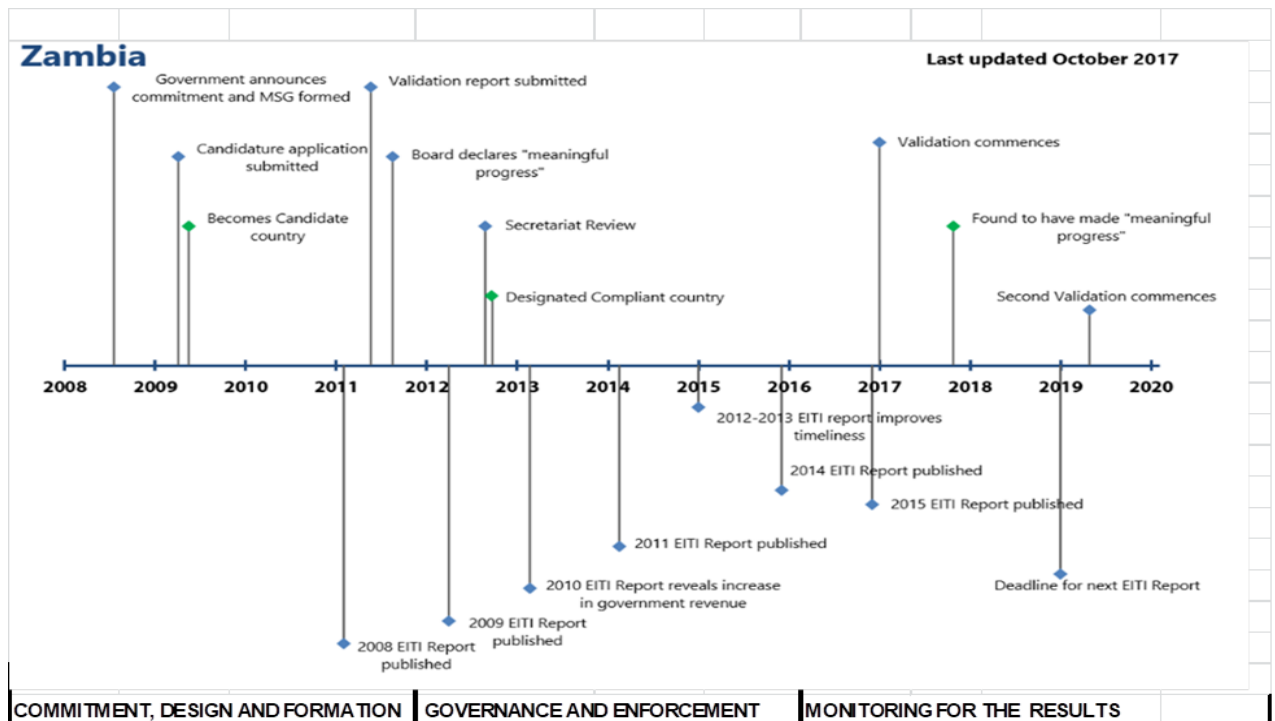 Zambia
Last updated October 2017
Government announces
commitment and MSG formed
Validation report submitted
Candidature application
submitted
Board declares "meaningful
progress"
Validation commences
Becomes Candidate
country
Secretariat Review
Found to have made "meaningful
progress"
Designated Compliant country
Second Validation commences
2008 2009 2010 2011 2012 2013 2014 2015 2016 2017 2018 2019 2020
2012-2013 EITI report improves
timeliness
2014 EITI Report published
2015 EITI Report published
2011 EITI Report published
2010 EITI Report reveals increase
in government revenue
Deadline for next EITI Report
2009 EITI Report
published
2008 EITI Report
published
COMMITMENT, DESIGN AND FORMATION
GOVERNANCE AND ENFORCEMENT
MONITORING FOR THE RESULTS